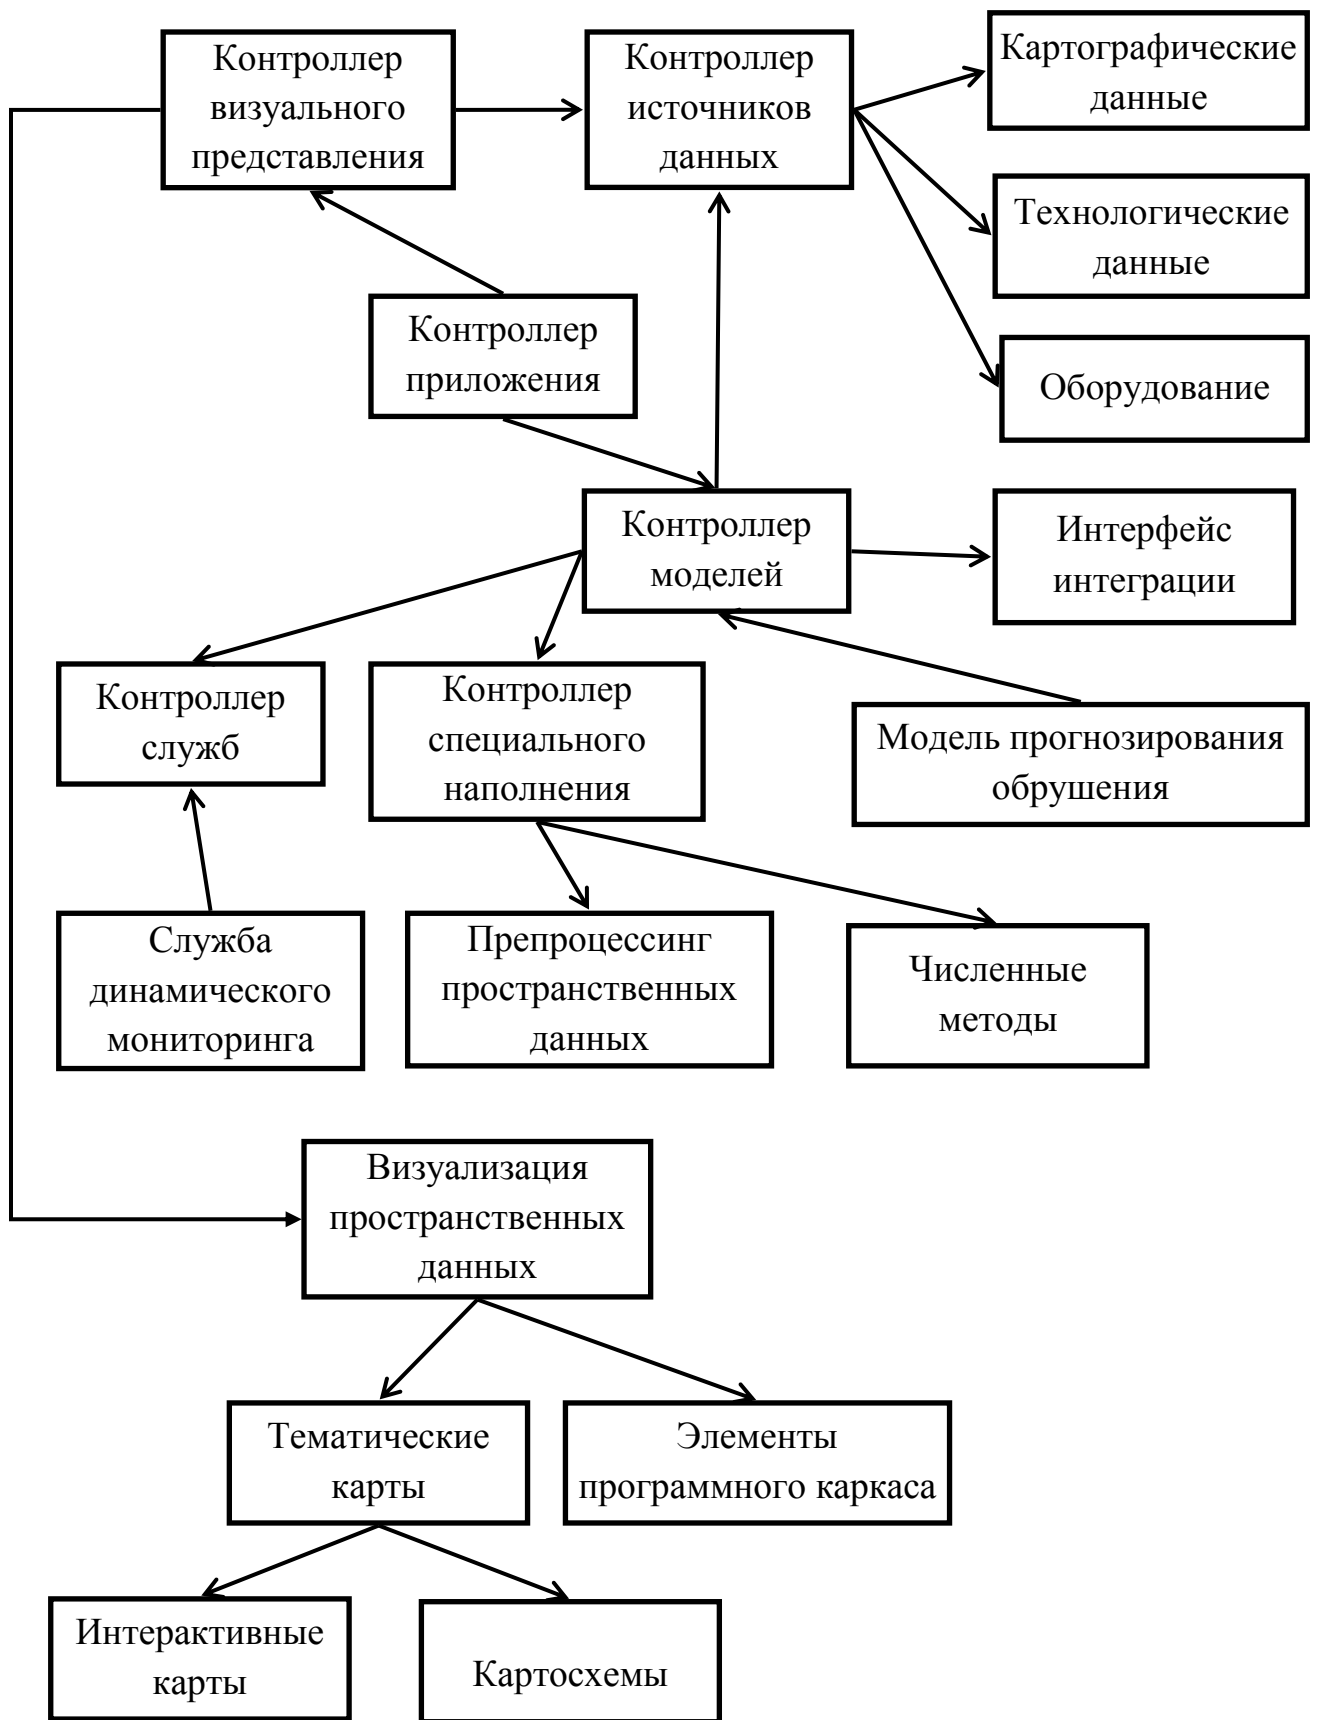 Контроллер
визуального
представления
Контроллер
источников
данных
Картографические
данные
Технологические
данные
Контроллер
приложения
Оборудование
Контроллер
моделей
Интерфейс
интеграции
Контроллер
служб
Контроллер
специального
наполнения
Модель прогнозирования
обрушения
Служба
динамического
мониторинга
Препроцессинг
пространственных
данных
Численные
методы
Визуализация
пространственных
данных
Тематические
карты
Элементы
программного каркаса
Интерактивные
карты
Картосхемы